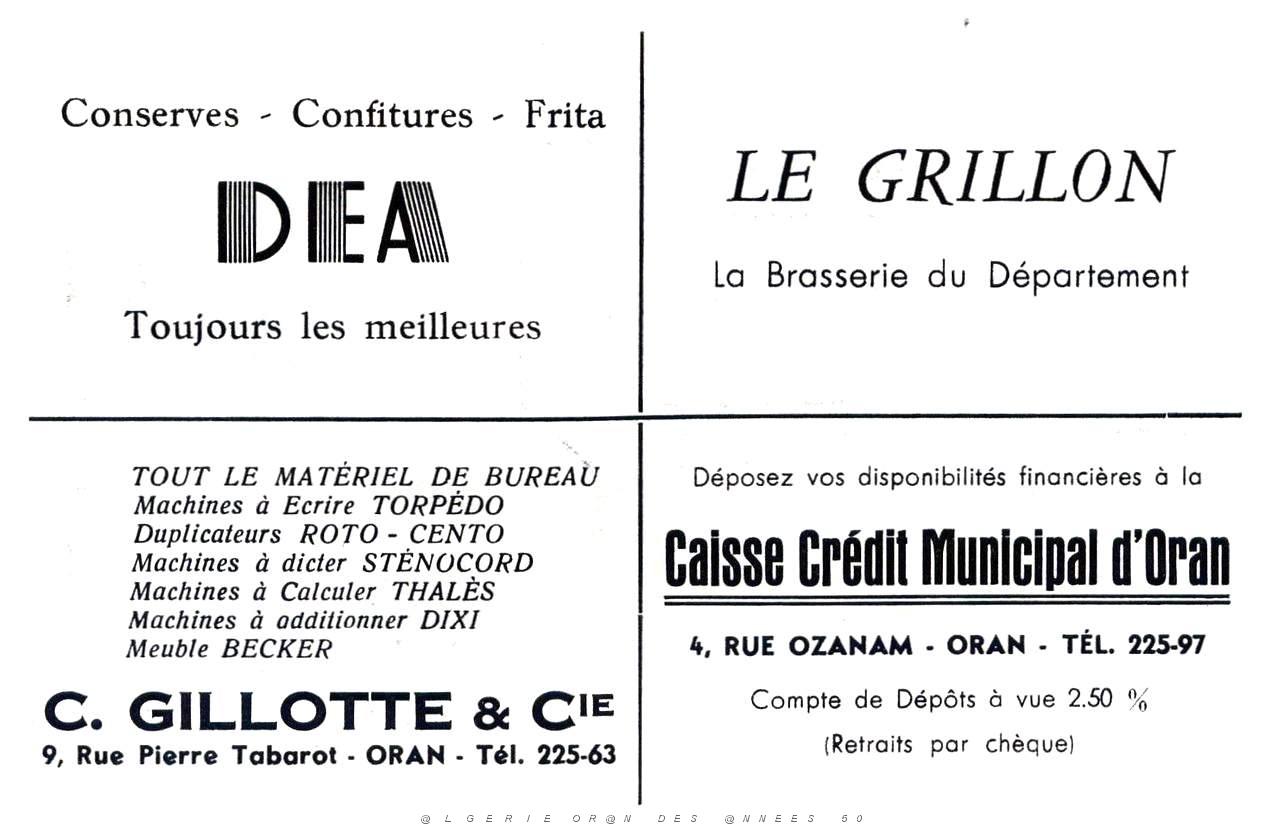 Conserves - Confitures - Frita
DEA
Toujours les meilleures
LE GRILLON
La Brasserie du Département
TOUT LE MATÉRIEL DE BUREAU
Machines à Ecrire TORPÉDO
Duplicateurs ROTO - CENTO
Machines à dicter STÉNOCORD
Machines à Calculer THALÈS
Machines à additionner DIXI
Meuble BECKER
C. GILLOTTE & CIE
9, Rue Pierre Tabarot - ORAN - Tél. 225-63
Déposez vos disponibilités financières à la
Caisse Crédit Municipal d'Oran
4, RUE OZANAM - ORAN - TÉL. 225-97
Compte de Dépôts à vue 2.50 %
(Retraits par chèque)
@LGERIE OR@N DES @NNEES 50